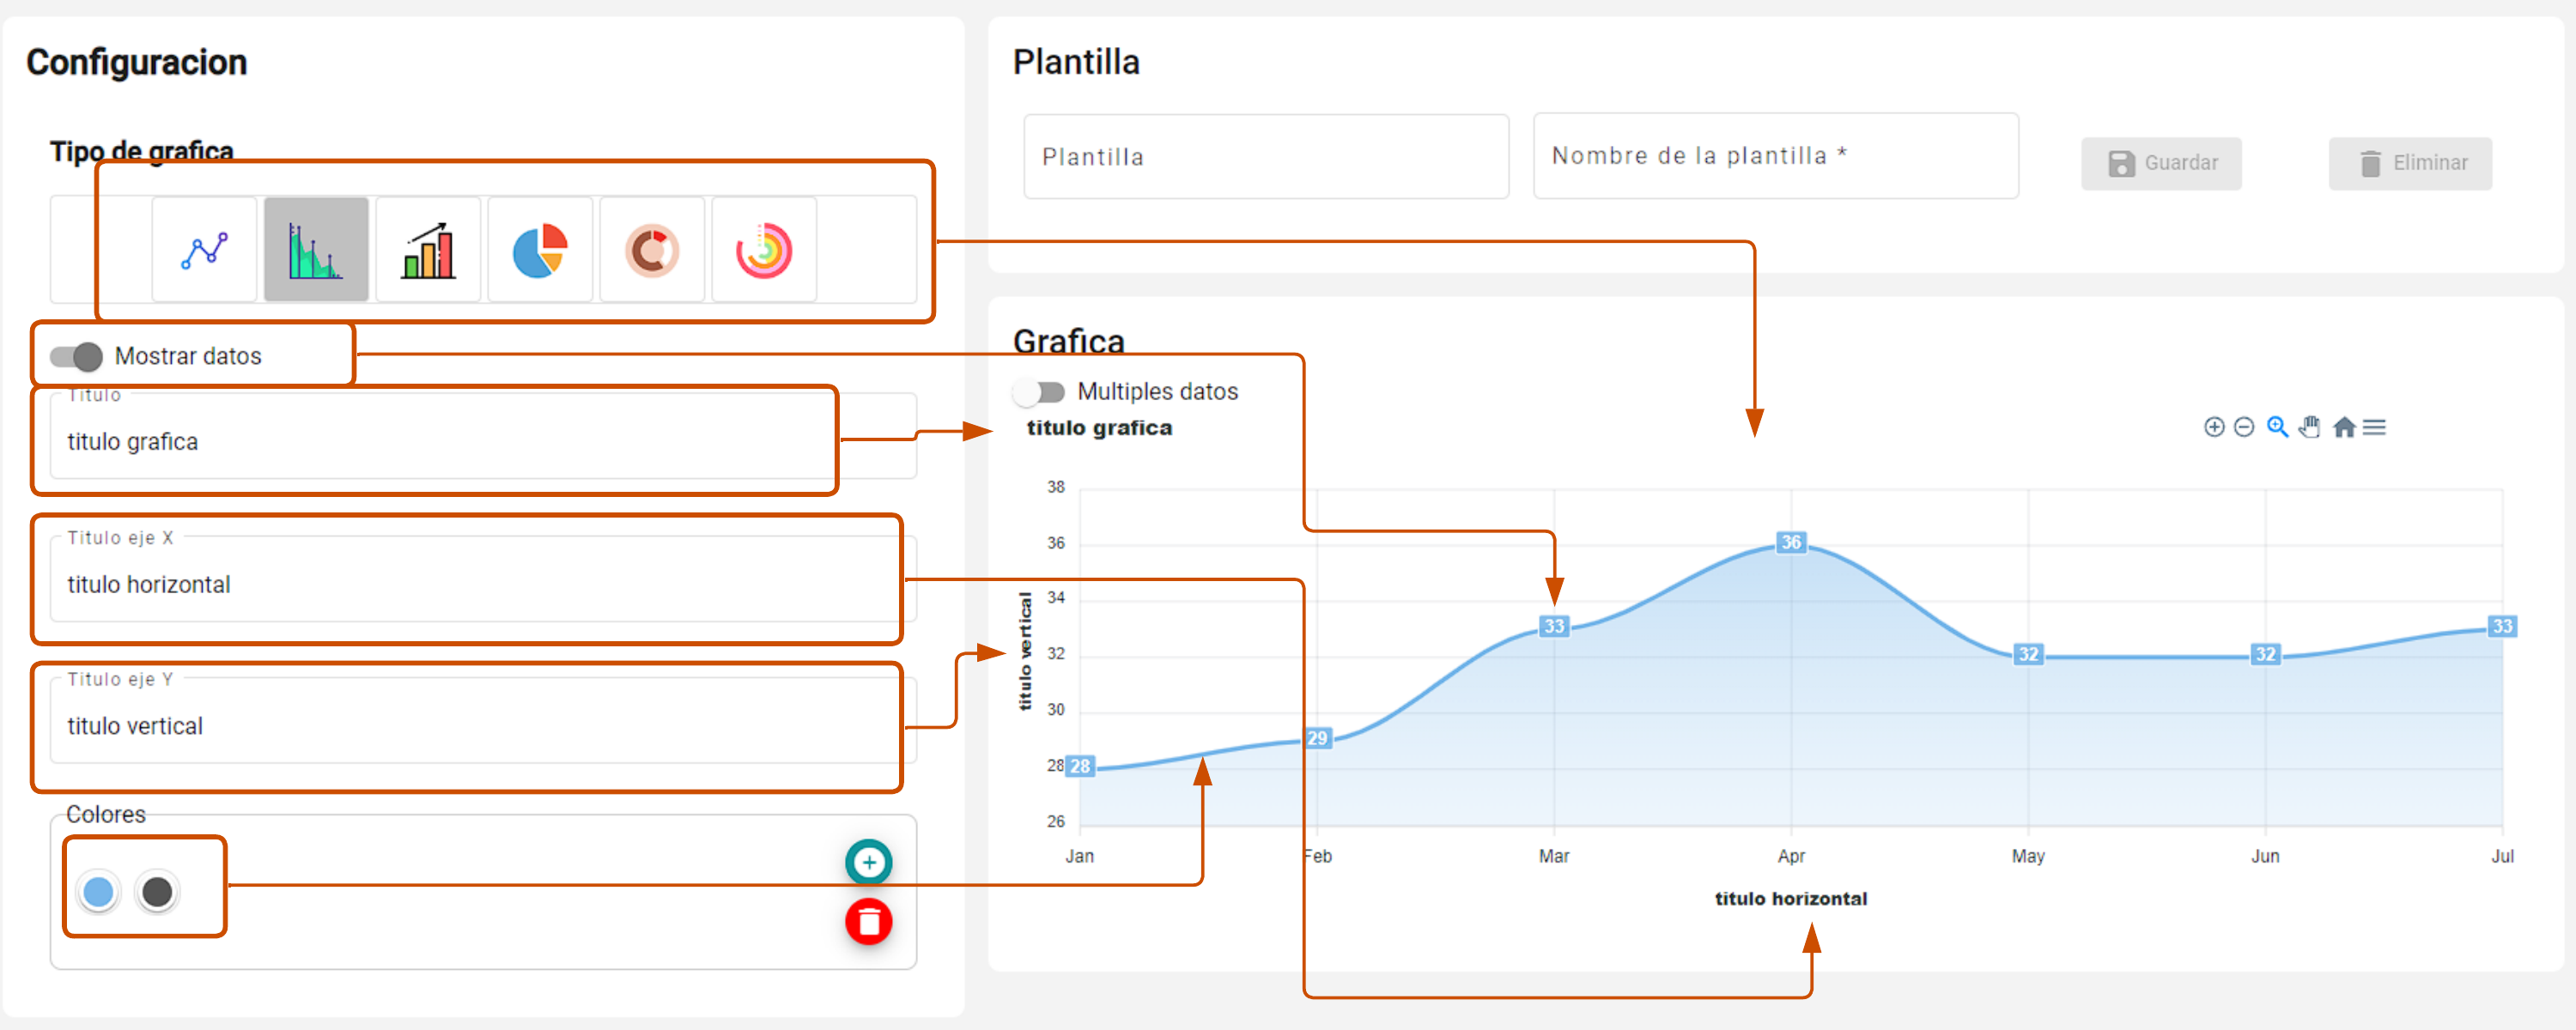 Configuracion
Tipo de grafica
Mostrar datos
Titulo
titulo grafica
Titulo eje X
titulo horizontal
Titulo eje Y
titulo vertical
Colores
Plantilla
Plantilla
Nombre de la plantilla *
Guardar
Eliminar
Grafica
Multiples datos
titulo grafica
38
36
34
32
30
28
26
titulo vertical
28
29
33
36
32
32
33
Jan
Feb
Mar
Apr
May
Jun
Jul
titulo horizontal